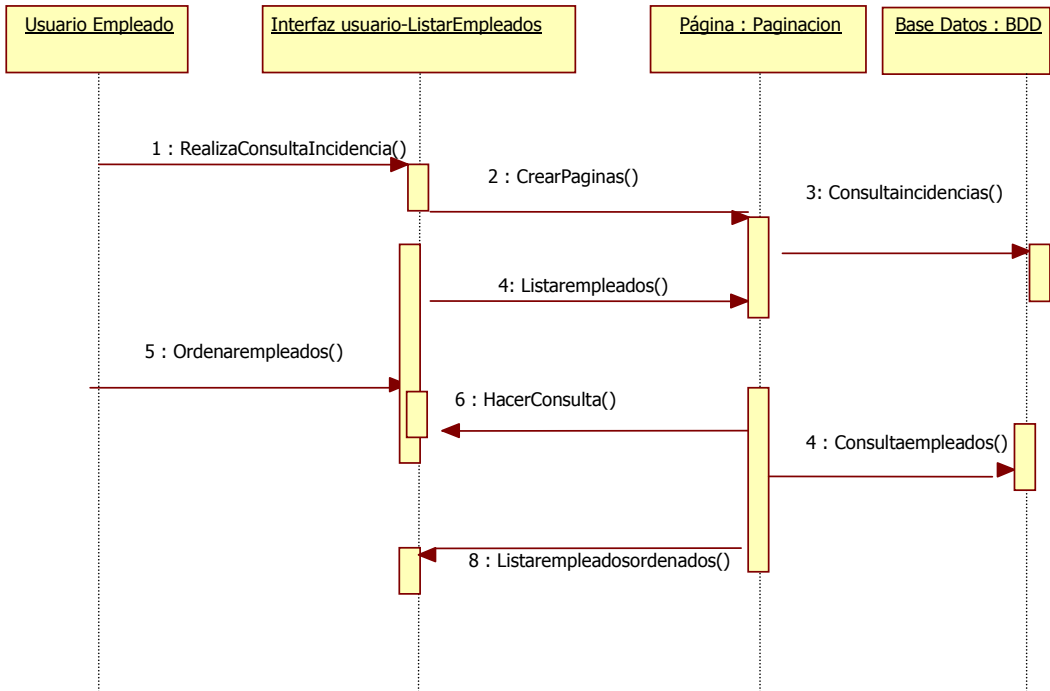 Usuario Empleado
Interfaz usuario-ListarEmpleados
Página : Paginacion
Base Datos : BDD
1 : RealizaConsultaIncidencia()
2 : CrearPaginas()
3: Consultaincidencias()
4: Listarempleados()
5 : Ordenarempleados()
6 : HacerConsulta()
4 : Consultaempleados()
8 : Listarempleadosordenados()